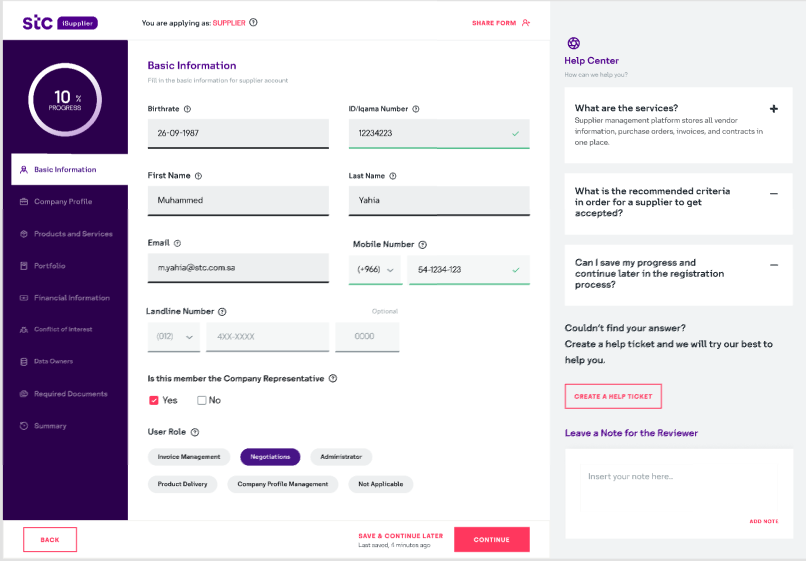 stc iSupplier
You are applying as: SUPPLIER
SHARE FORM
10 %
PROGRESS
Basic Information
Company Profile
Products and Services
Portfolio
Financial Information
Conflict of Interest
Data Owners
Required Documents
Summary
Basic Information
Fill in the basic information for supplier account
Birthrate
ID/Iqama Number
26-09-1987
12234223
First Name
Last Name
Muhammed
Yahia
Email
Mobile Number
m.yahia@stc.com.sa
(+966)
54-1234-123
Landline Number
Optional
(012)
4XX-XXXX
0000
Is this member the Company Representative
Yes
No
User Role
Invoice Management
Negotiations
Administrator
Product Delivery
Company Profile Management
Not Applicable
BACK
SAVE & CONTINUE LATER
Last saved, 4 minutes ago
CONTINUE
Help Center
How can we help you?
What are the services?
Supplier management platform stores all vendor
information, purchase orders, invoices, and contracts in
one place.
What is the recommended criteria
in order for a supplier to get
accepted?
Can I save my progress and
continue later in the registration
process?
Couldn't find your answer?
Create a help ticket and we will try our best to
help you.
CREATE A HELP TICKET
Leave a Note for the Reviewer
Insert your note here..
ADD NOTE